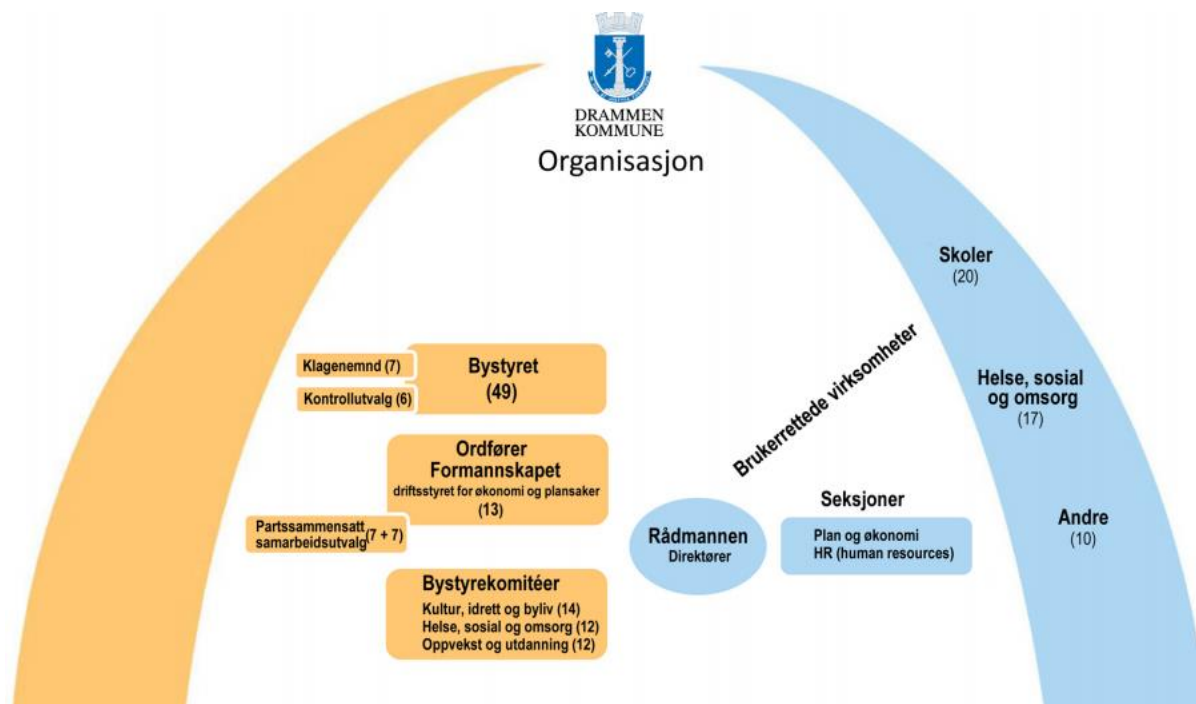 DRAMMEN
KOMMUNE
Organisasjon
Klagenemnd (7)
Kontrollutvalg (6)
Bystyret
(49)
Ordfører
Formannskapet
driftsstyret for økonomi og plansaker
(13)
Partssammensatt
samarbeidsutvalg (7 + 7)
Bystyrekomitéer
Kultur, idrett og byliv (14)
Helse, sosial og omsorg (12)
Oppvekst og utdanning (12)
Rådmannen
Direktører
Brukerrettede virksomheter
Seksjoner
Plan og økonomi
HR (human resources)
Skoler
(20)
Helse, sosial
og omsorg
(17)
Andre
(10)